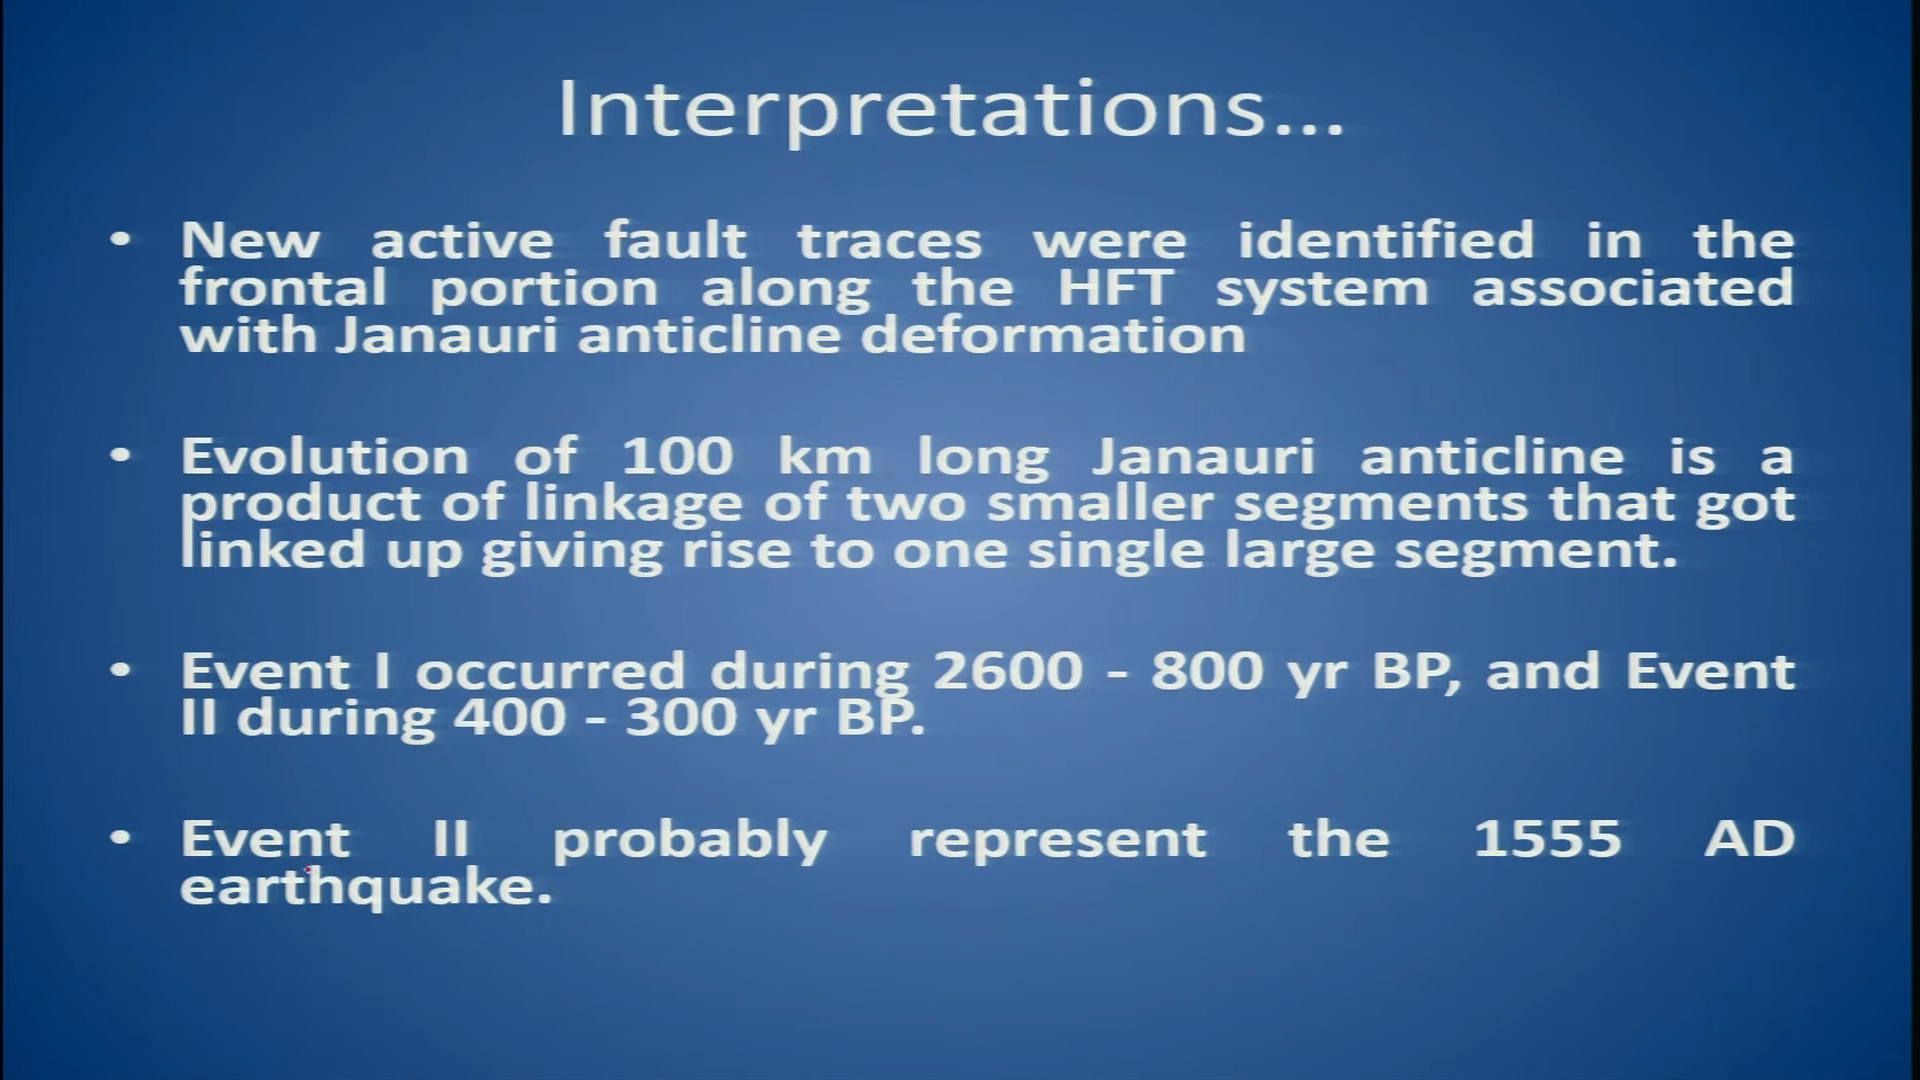 Interpretations...
• New active fault traces were identified in the
frontal portion along the HFT system associated
with Janauri anticline deformation
• Evolution of 100 km long Janauri anticline is a
product of linkage of two smaller segments that got
linked up giving rise to one single large segment.
• Event I occurred during 2600 - 800 yr BP, and Event
II during 400 - 300 yr BP.
• Event II probably represent the 1555 AD
earthquake.